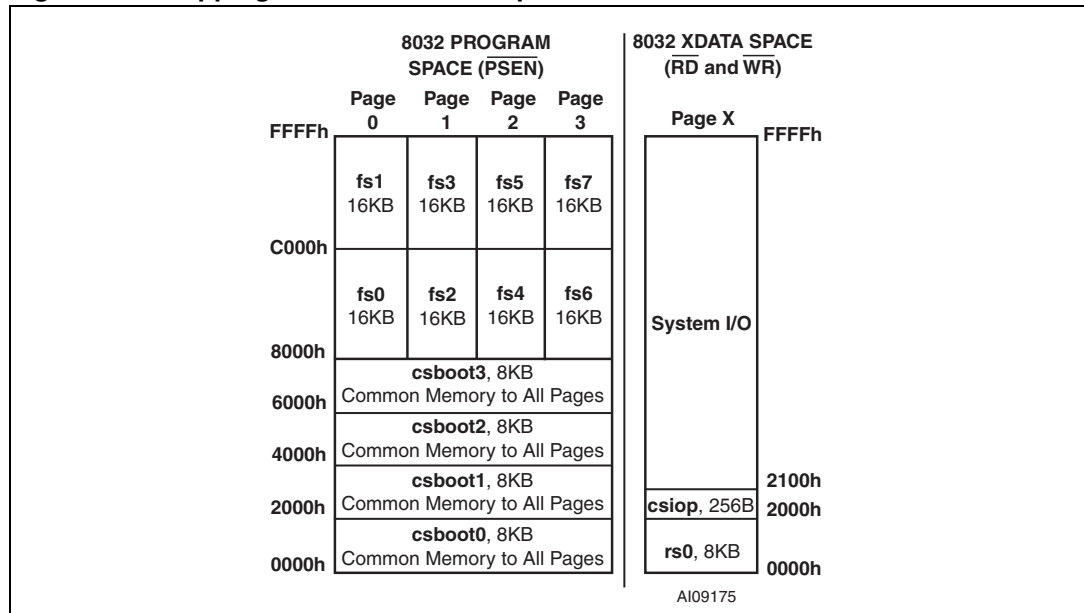 8032 PROGRAM
SPACE (PSEN)
Page Page Page Page
0 1 2 3
FFFFh
fs1 fs3 fs5 fs7
16KB 16KB 16KB 16KB
C000h
fs0 fs2 fs4 fs6
16KB 16KB 16KB 16KB
8000h
csboot3, 8KB
Common Memory to All Pages
6000h
csboot2, 8KB
Common Memory to All Pages
4000h
csboot1, 8KB
Common Memory to All Pages
2000h
csboot0, 8KB
Common Memory to All Pages
0000h
8032 XDATA SPACE
(RD and WR)
Page X
FFFFh
System I/O
2100h
csiop, 256B
2000h
rs0, 8KB
0000h
AI09175